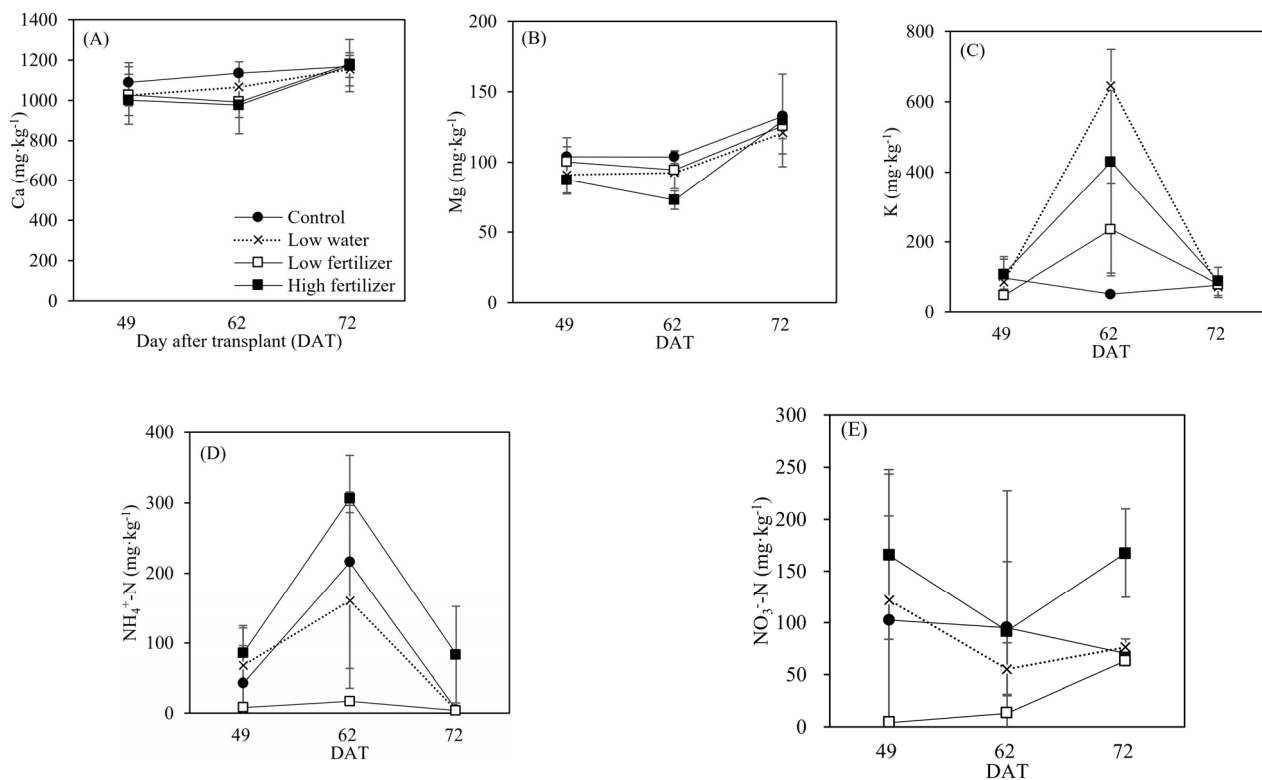 (A)
Ca (mg·kg-1)
1400
1200
1000
800
600
400
200
0
Control
Low water
Low fertilizer
High fertilizer
49 62 72
Day after transplant (DAT)
(B)
Mg (mg·kg-1)
200
150
100
50
0
49 62 72
DAT
(C)
K (mg·kg-1)
800
600
400
200
0
49 62 72
DAT
(D)
NH4+-N (mg·kg-1)
400
300
200
100
0
49 62 72
DAT
(E)
NO3--N (mg·kg-1)
300
250
200
150
100
50
0
49 62 72
DAT